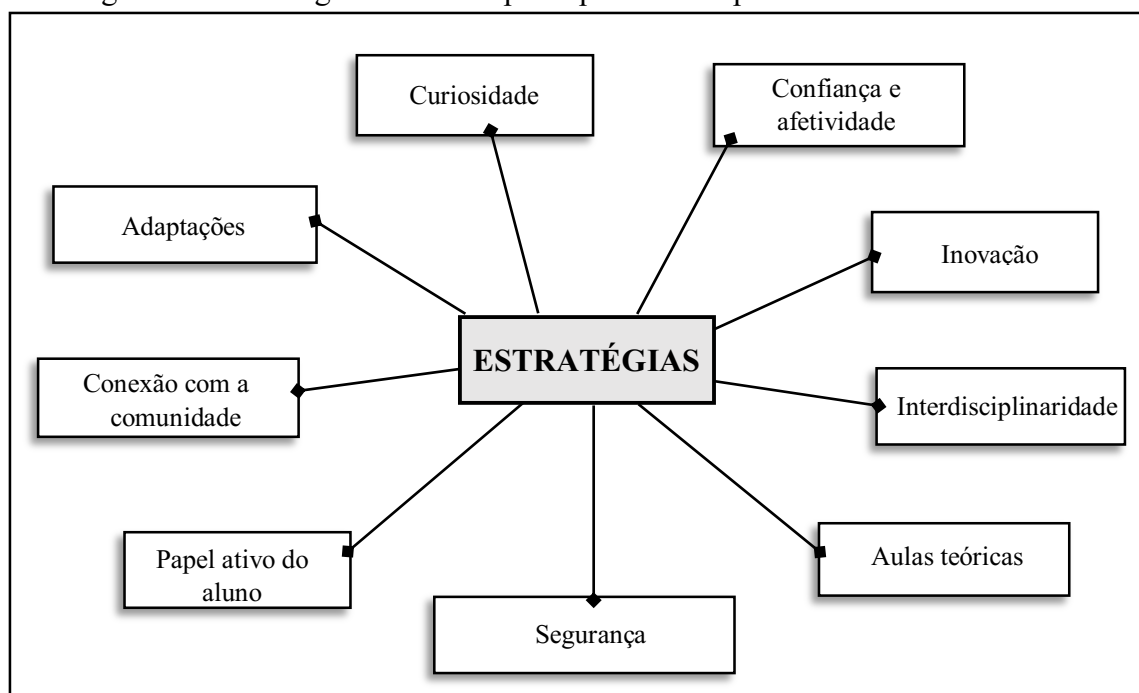 Curiosidade
Confiança e
afetividade
Adaptações
Inovação
ESTRATÉGIAS
Conexão com a
comunidade
Interdisciplinaridade
Papel ativo do
aluno
Aulas teóricas
Segurança